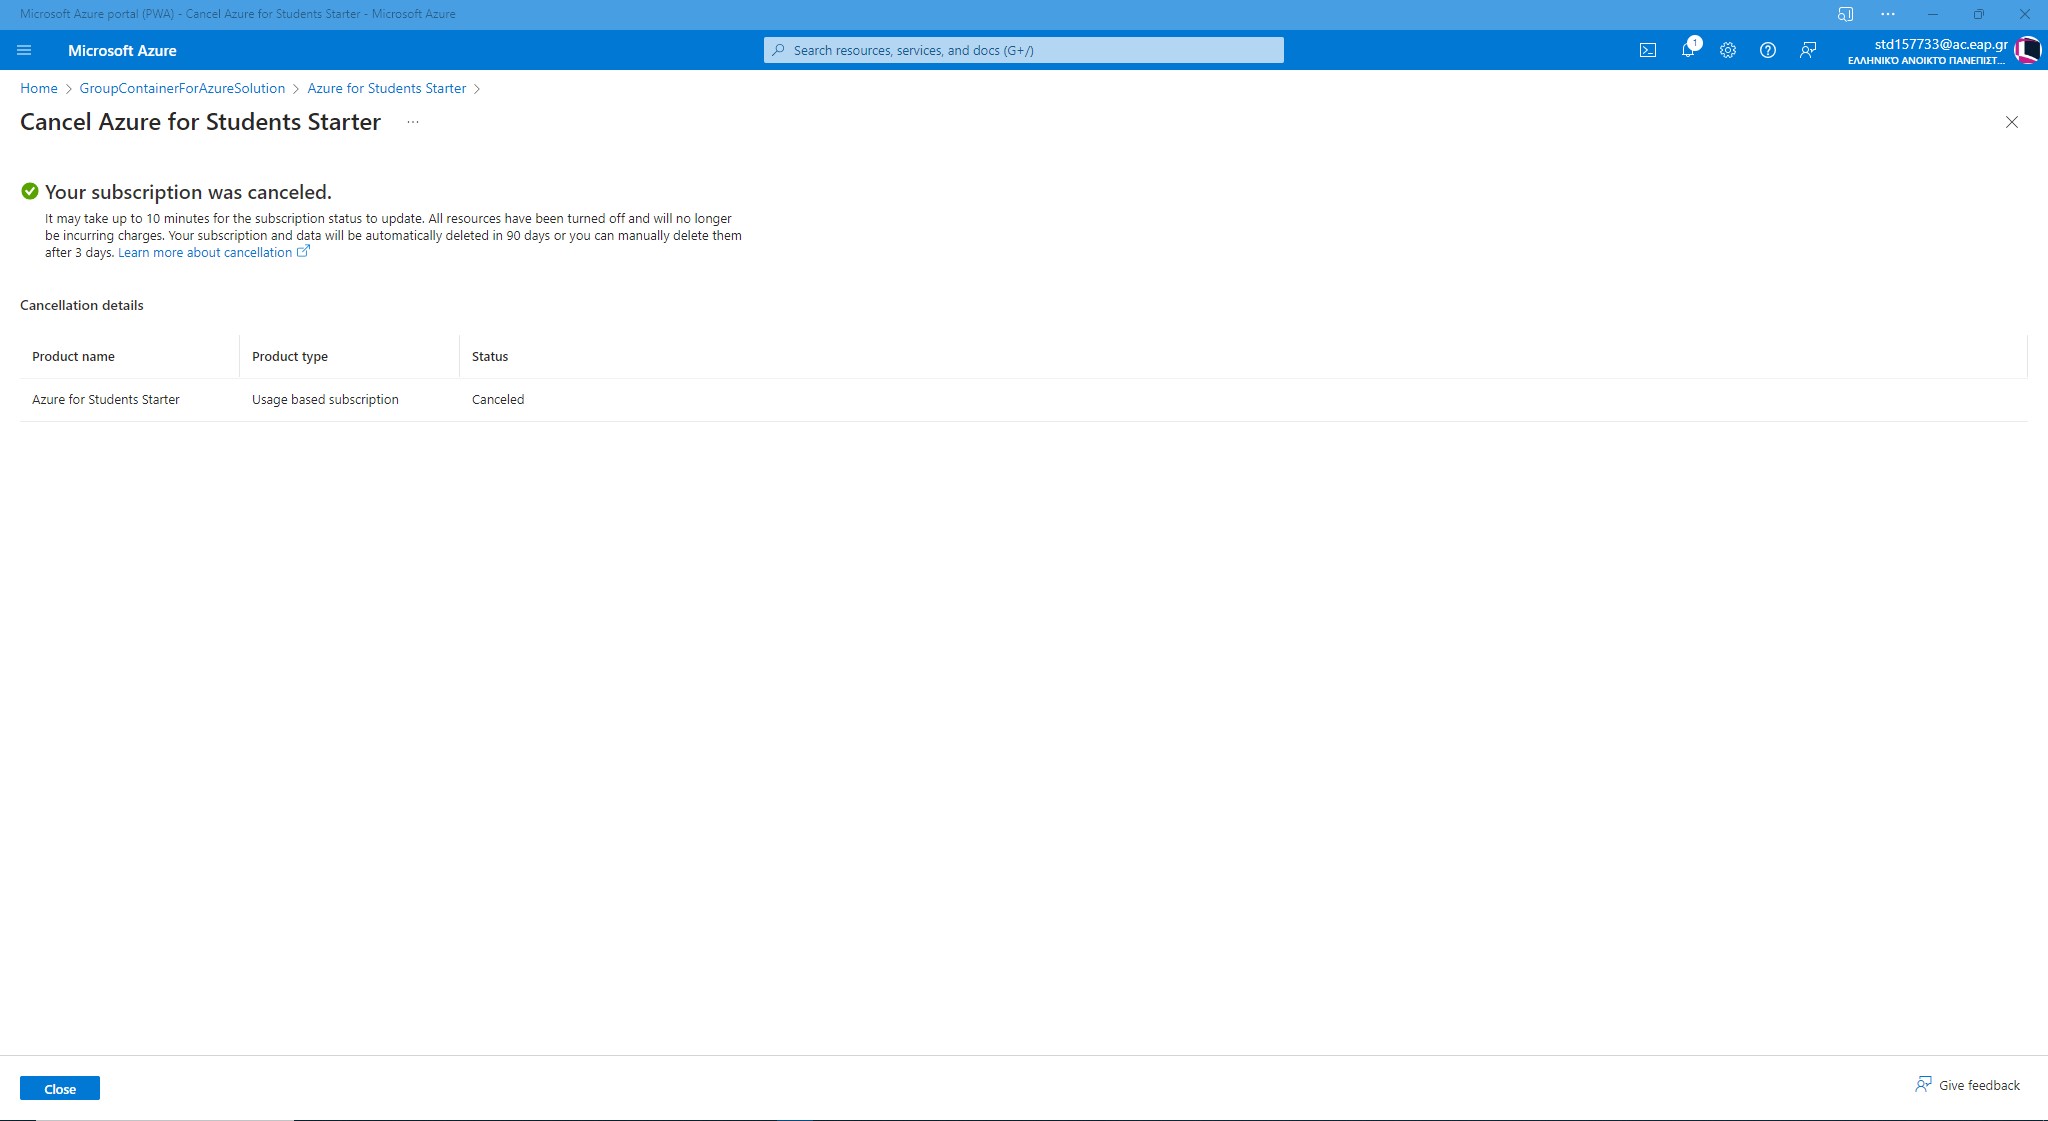 Microsoft Azure portal (PWA) - Cancel Azure for Students Starter - Microsoft Azure
Microsoft Azure
Search resources, services, and docs (G+/)
1
std157733@ac.eap.gr
ΕΛΛΗΝΙΚΌ ΑΝΟΙΚΤΌ ΠΑΝΕΠΙΣΤ...
Home > GroupContainerForAzureSolution > Azure for Students Starter >
Cancel Azure for Students Starter ...
Your subscription was canceled.
It may take up to 10 minutes for the subscription status to update. All resources have been turned off and will no longer
be incurring charges. Your subscription and data will be automatically deleted in 90 days or you can manually delete them
after 3 days. Learn more about cancellation
Cancellation details
Product name Product type Status
Azure for Students Starter Usage based subscription Canceled
Close
Give feedback